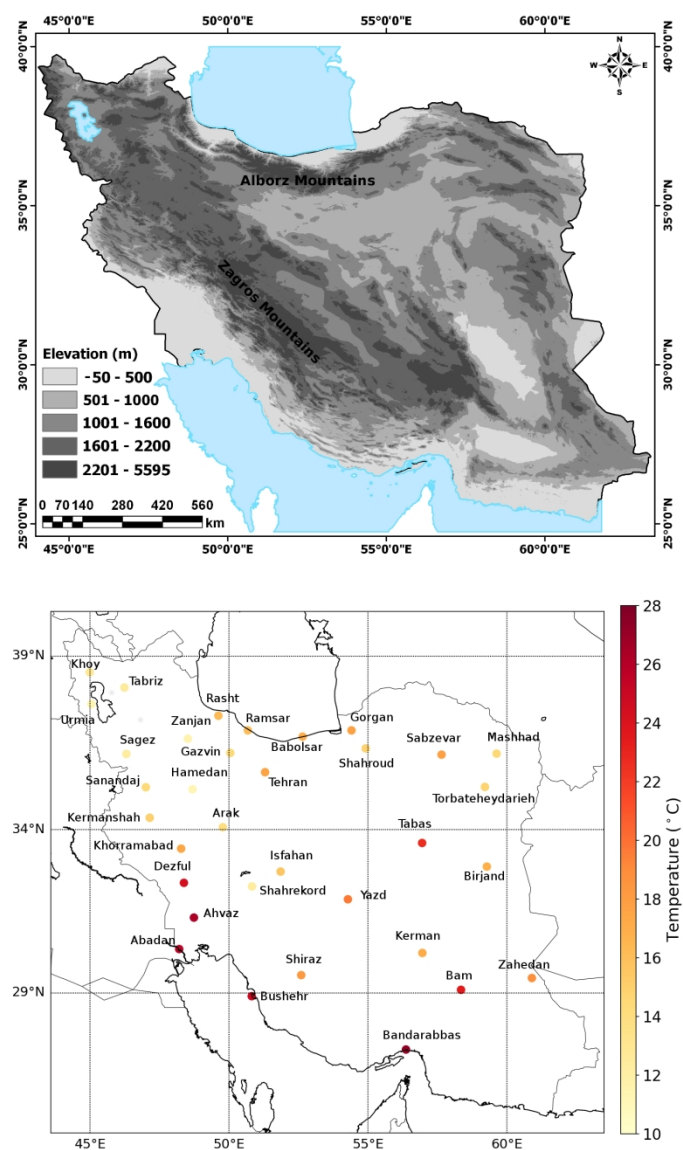 45°0'0"E 50°0'0"E 55°0'0"E 60°0'0"E
40°0'0"N
40°0'0"N
N
W E
S
Alborz Mountains
35°0'0"N
35°0'0"N
Zagros Mountains
30°0'0"N
30°0'0"N
Elevation (m)
-50 - 500
501 - 1000
1001 - 1600
1601 - 2200
2201 - 5595
0 70 140 280 420 560
km
25°0'0"N
25°0'0"N
45°0'0"E 50°0'0"E 55°0'0"E 60°0'0"E
28
39°N
Khoy
Tabriz
26
Rasht
Urmia
Zanjan
Ramsar
Gorgan
24
Sagez
Gazvin
Babolsar
Sabzevar
Mashhad
Shahroud
Hamedan
Sanandaj
Tehran
22
Torbateheydarieh
Kermanshah
Arak
Tabas
34°N
Khorramabad
20
Isfahan
Dezful
Birjand
Shahrekord
Yazd
18
Ahvaz
Abadan
Kerman
Shiraz
Zahedan
16
Bam
29°N
Bushehr
14
Bandarabbas
12
10
45°E 50°E 55°E 60°E
Temperature (°C)